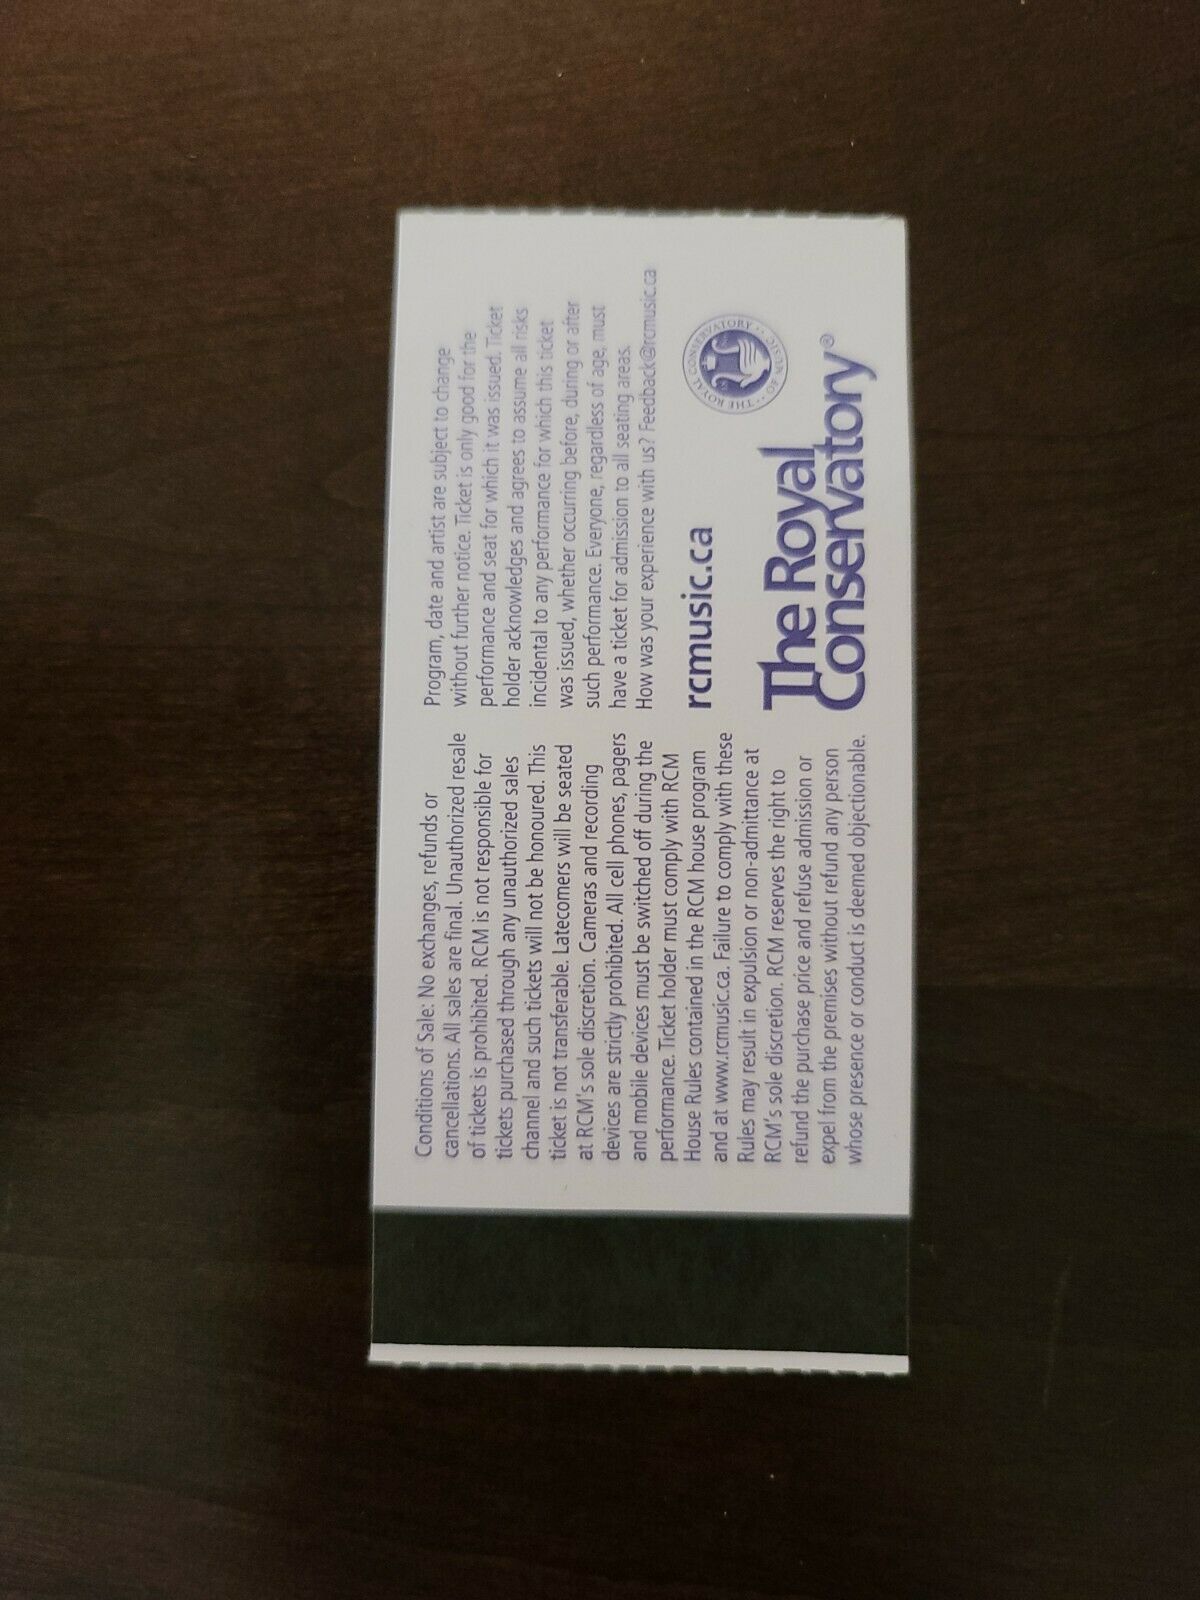 Conditions of Sale: No exchanges, refunds or
cancellations. All sales are final. Unauthorized resale
of tickets is prohibited. RCM is not responsible for
tickets purchased through any unauthorized sales
channel and such tickets will not be honoured. This
ticket is not transferable. Latecomers will be seated
at RCM's sole discretion. Cameras and recording
devices are strictly prohibited. All cell phones, pagers
and mobile devices must be switched off during the
performance. Ticket holder must comply with RCM
House Rules contained in the RCM house program
and at www.rcmusic.ca. Failure to comply with these
Rules may result in expulsion or non-admittance at
RCM's sole discretion. RCM reserves the right to
refund the purchase price and refuse admission or
expel from the premises without refund any person
whose presence or conduct is deemed objectionable.
Program, date and artist are subject to change
without further notice. Ticket is only good for the
performance and seat for which it was issued. Ticket
holder acknowledges and agrees to assume all risks
incidental to any performance for which this ticket
was issued, whether occurring before, during or after
such performance. Everyone, regardless of age, must
have a ticket for admission to all seating areas.
How was your experience with us? Feedback@rcmusic.ca
rcmusic.ca
THE ROYAL CONSERVATORY OF MUSIC
The Royal
Conservatory®